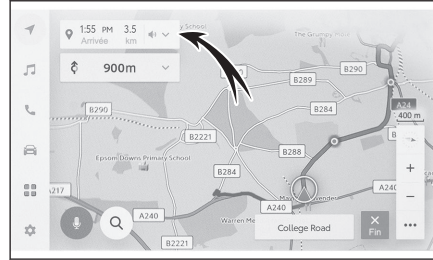 y School
1:55 PM 3.5
Arrivée km
The Grumpy
900m
B290
B289
B290
B284
A24
400 m
B2221
B288
Epsom Downs Primary School
B284
A217
A240
A240
A240
Warren Me
College Road
Fin
B2221